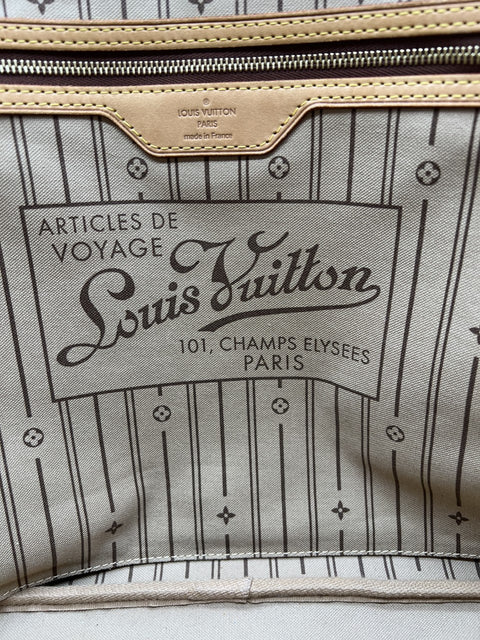 ®
LOUIS VUITTON
PARIS
made in France
ARTICLES DE
VOYAGE
Louis Vuitton
101, CHAMPS ELYSEES
PARIS